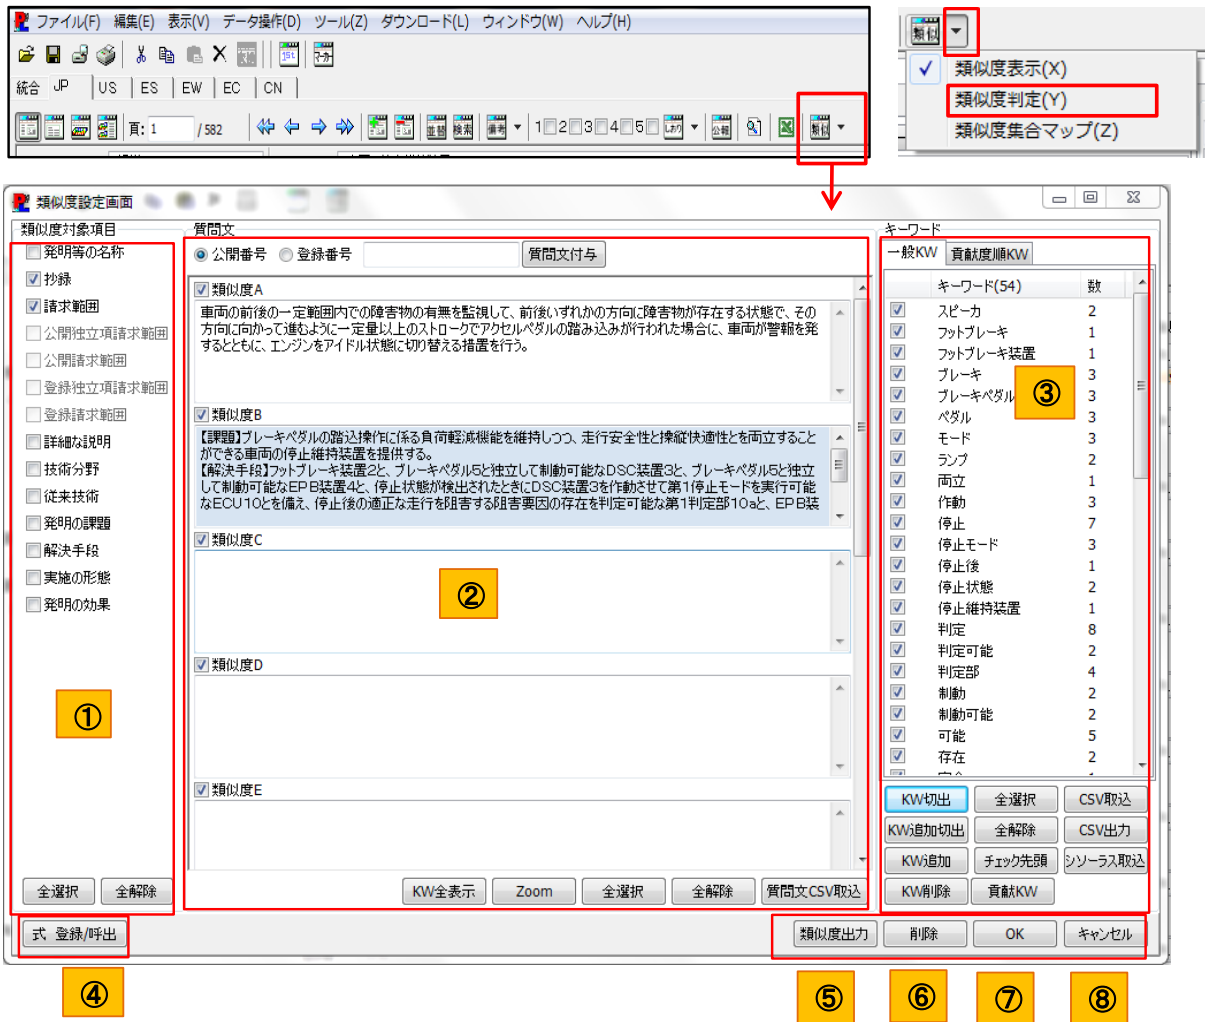 ファイル(F) 編集(E) 表示(V) データ操作(D) ツール(Z) ダウンロード(L) ウィンドウ(W) ヘルプ(H)
統合 JP US ES EW EC CN
頁: 1 /582 並替 検索 備考 1 2 3 4 5 しおり 公報 類似
類似
類似度表示(X)
類似度判定(Y)
類似度集合マップ(Z)
類似度設定画面
類似度対象項目
発明等の名称
抄録
請求範囲
公開独立項請求範囲
公開請求範囲
登録独立項請求範囲
登録請求範囲
詳細な説明
技術分野
従来技術
発明の課題
解決手段
実施の形態
発明の効果
①
全選択 全解除
質問文
公開番号 登録番号 質問文付与
類似度A
車両の前後の一定範囲内での障害物の有無を監視して、前後いずれかの方向に障害物が存在する状態で、その
方向に向かって進むように一定量以上のストロークでアクセルペダルの踏み込みが行われた場合に、車両が警報を発
するとともに、エンジンをアイドル状態に切り替える措置を行う。
類似度B
【課題】ブレーキペダルの踏込操作に係る負荷軽減機能を維持しつつ、走行安全性と操縦快適性とを両立すること
ができる車両の停止維持装置を提供する。
【解決手段】フットブレーキ装置2と、ブレーキペダル5と独立して制動可能なDSC装置3と、ブレーキペダル5と独立
して制動可能なEPB装置4と、停止状態が検出されたときにDSC装置3を作動させて第1停止モードを実行可能
なECU10とを備え、停止後の適正な走行を阻害する阻害要因の存在を判定可能な第1判定部10aと、EPB装
類似度C
②
類似度D
類似度E
KW全表示 Zoom 全選択 全解除 質問文CSV取込
キーワード
一般KW 貢献度順KW
キーワード(54) 数
スピーカ 2
フットブレーキ 1
フットブレーキ装置 1
ブレーキ 3
ブレーキペダル 3
③
ペダル 3
モード 3
ランプ 2
両立 1
作動 3
停止 7
停止モード 3
停止後 1
停止状態 2
停止維持装置 1
判定 8
判定可能 2
判定部 4
制動 2
制動可能 2
可能 5
存在 2
KW切出 全選択 CSV取込
KW追加切出 全解除 CSV出力
KW追加 チェック先頭 シソーラス取込
KW削除 貢献KW
式 登録/呼出 類似度出力 削除 OK キャンセル
④ ⑤ ⑥ ⑦ ⑧